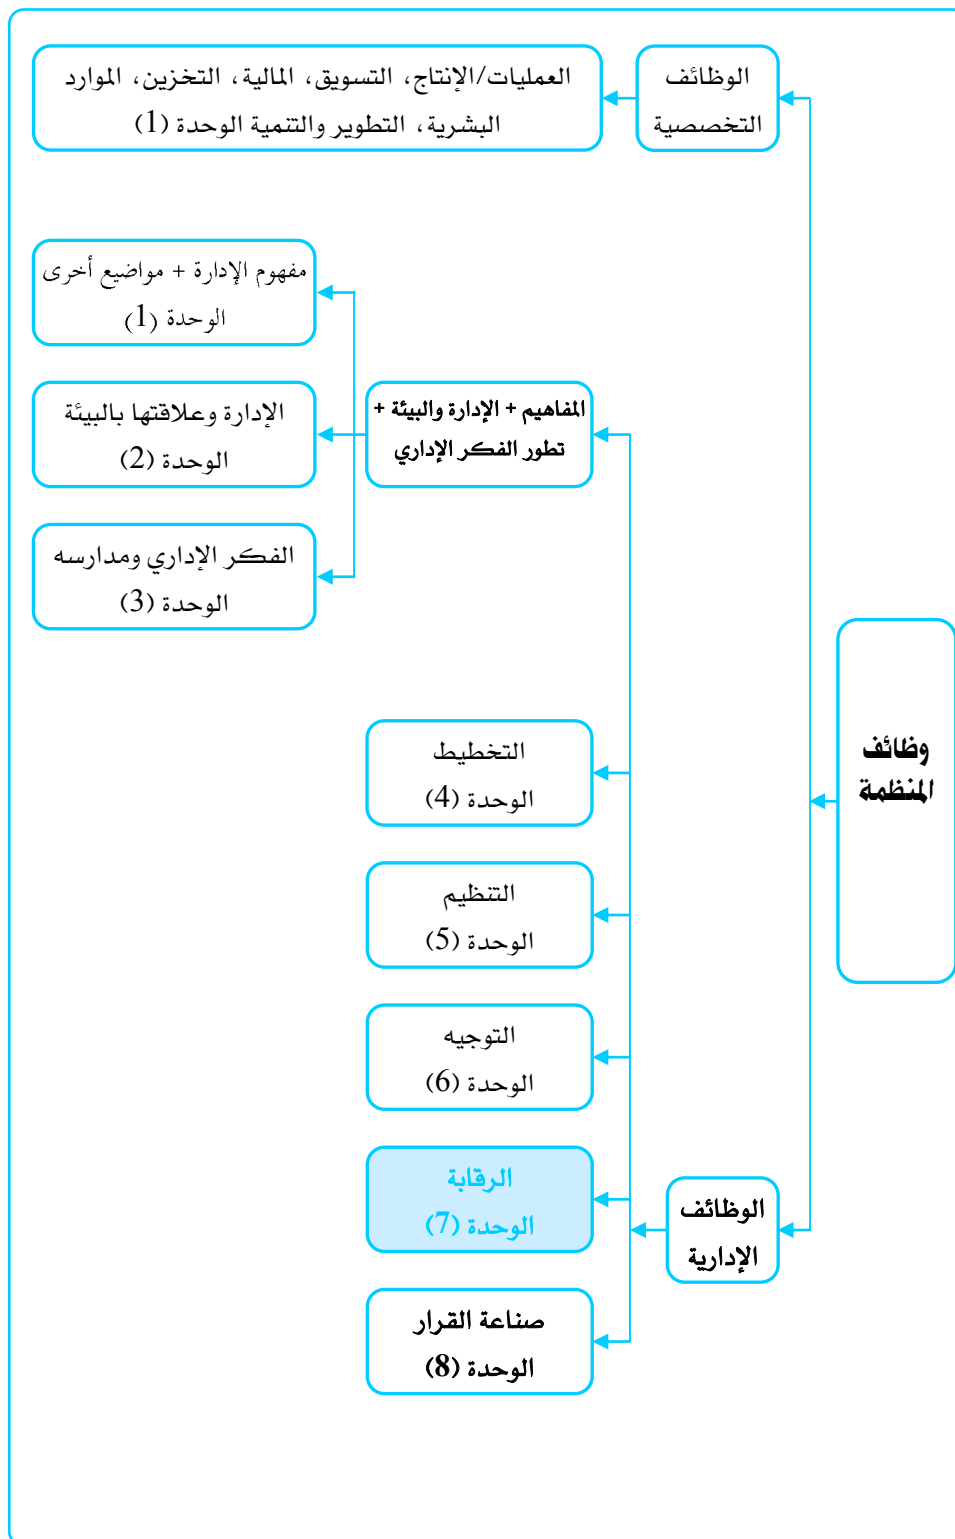 الوظائف
التخصصية
العمليات/الإنتاج، التسويق، المالية، التخزين، الموارد
البشرية، التطوير والتنمية الوحدة (1)
مفهوم الإدارة + مواضيع أخرى
الوحدة (1)
المفاهيم + الإدارة والبيئة +
تطور الفكر الإداري
الإدارة وعلاقتها بالبيئة
الوحدة (2)
الفكر الإداري ومدارسه
الوحدة (3)
وظائف
المنظمة
التخطيط
الوحدة (4)
التنظيم
الوحدة (5)
التوجيه
الوحدة (6)
الرقابة
الوحدة (7)
الوظائف
الإدارية
صناعة القرار
الوحدة (8)